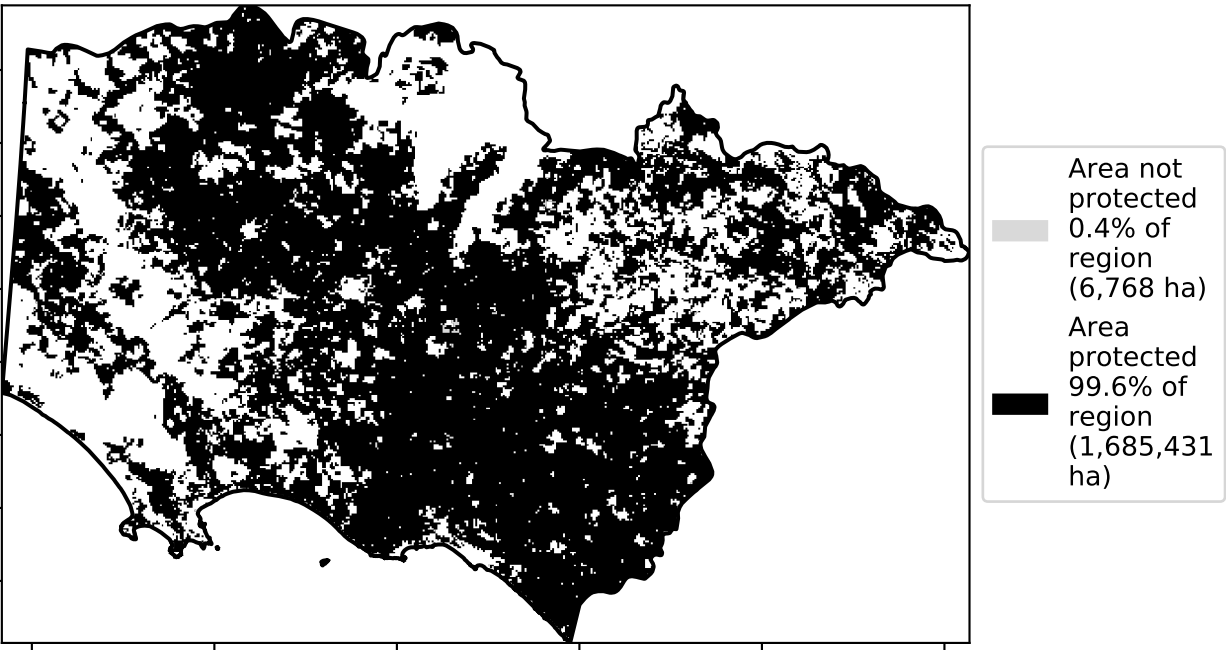 Area not
protected
0.4% of
region
(6,768 ha)
Area
protected
99.6% of
region
(1,685,431
ha)